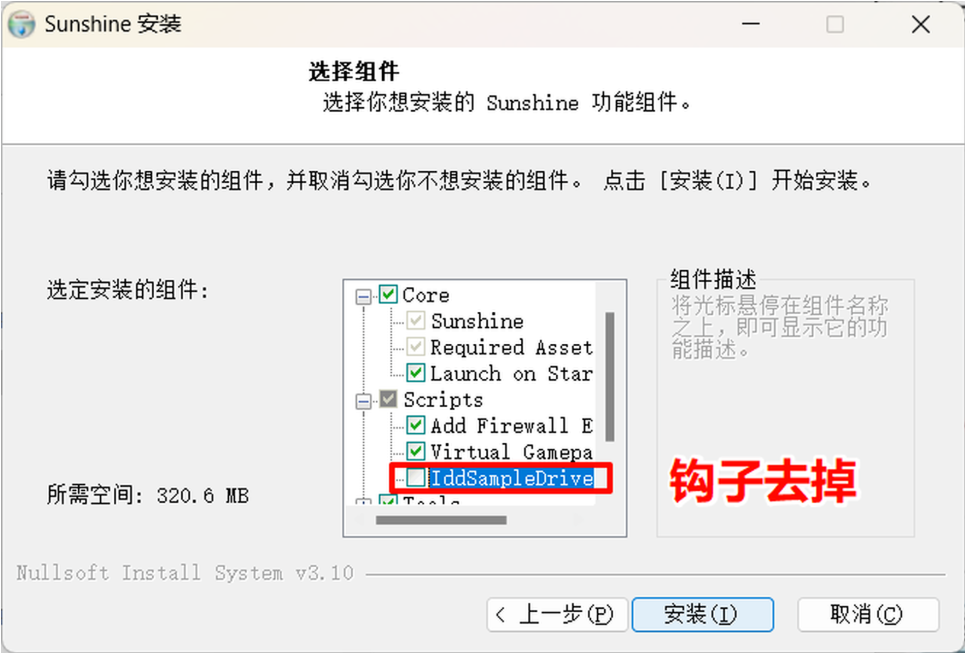 Sunshine 安装
选择组件
选择你想安装的 Sunshine 功能组件。
请勾选你想安装的组件，并取消勾选你不想安装的组件。 点击 [安装(I)] 开始安装。
选定安装的组件:
Core
Sunshine
Required Asset
Launch on Star
Scripts
Add Firewall E
Virtual Gamepa
IddSampleDrive
Tools
组件描述
将光标悬停在组件名称
之上，即可显示它的功
能描述。
钩子去掉
所需空间: 320.6 MB
Nullsoft Install System v3.10
< 上一步(P)
安装(I)
取消(C)